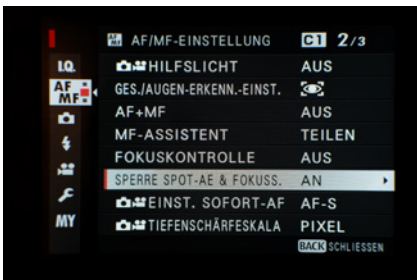 AF/MF-EINSTELLUNG C1 2/3
I.Q.
HILFSLICHT AUS
AF MF
GES./AUGEN-ERKENN.-EINST.
AF+MF AUS
MF-ASSISTENT TEILEN
FOKUSKONTROLLE AUS
SPERRE SPOT-AE & FOKUSS. AN
EINST. SOFORT-AF AF-S
MY
TIEFENSCHÄRFESKALA PIXEL
BACK SCHLIESSEN